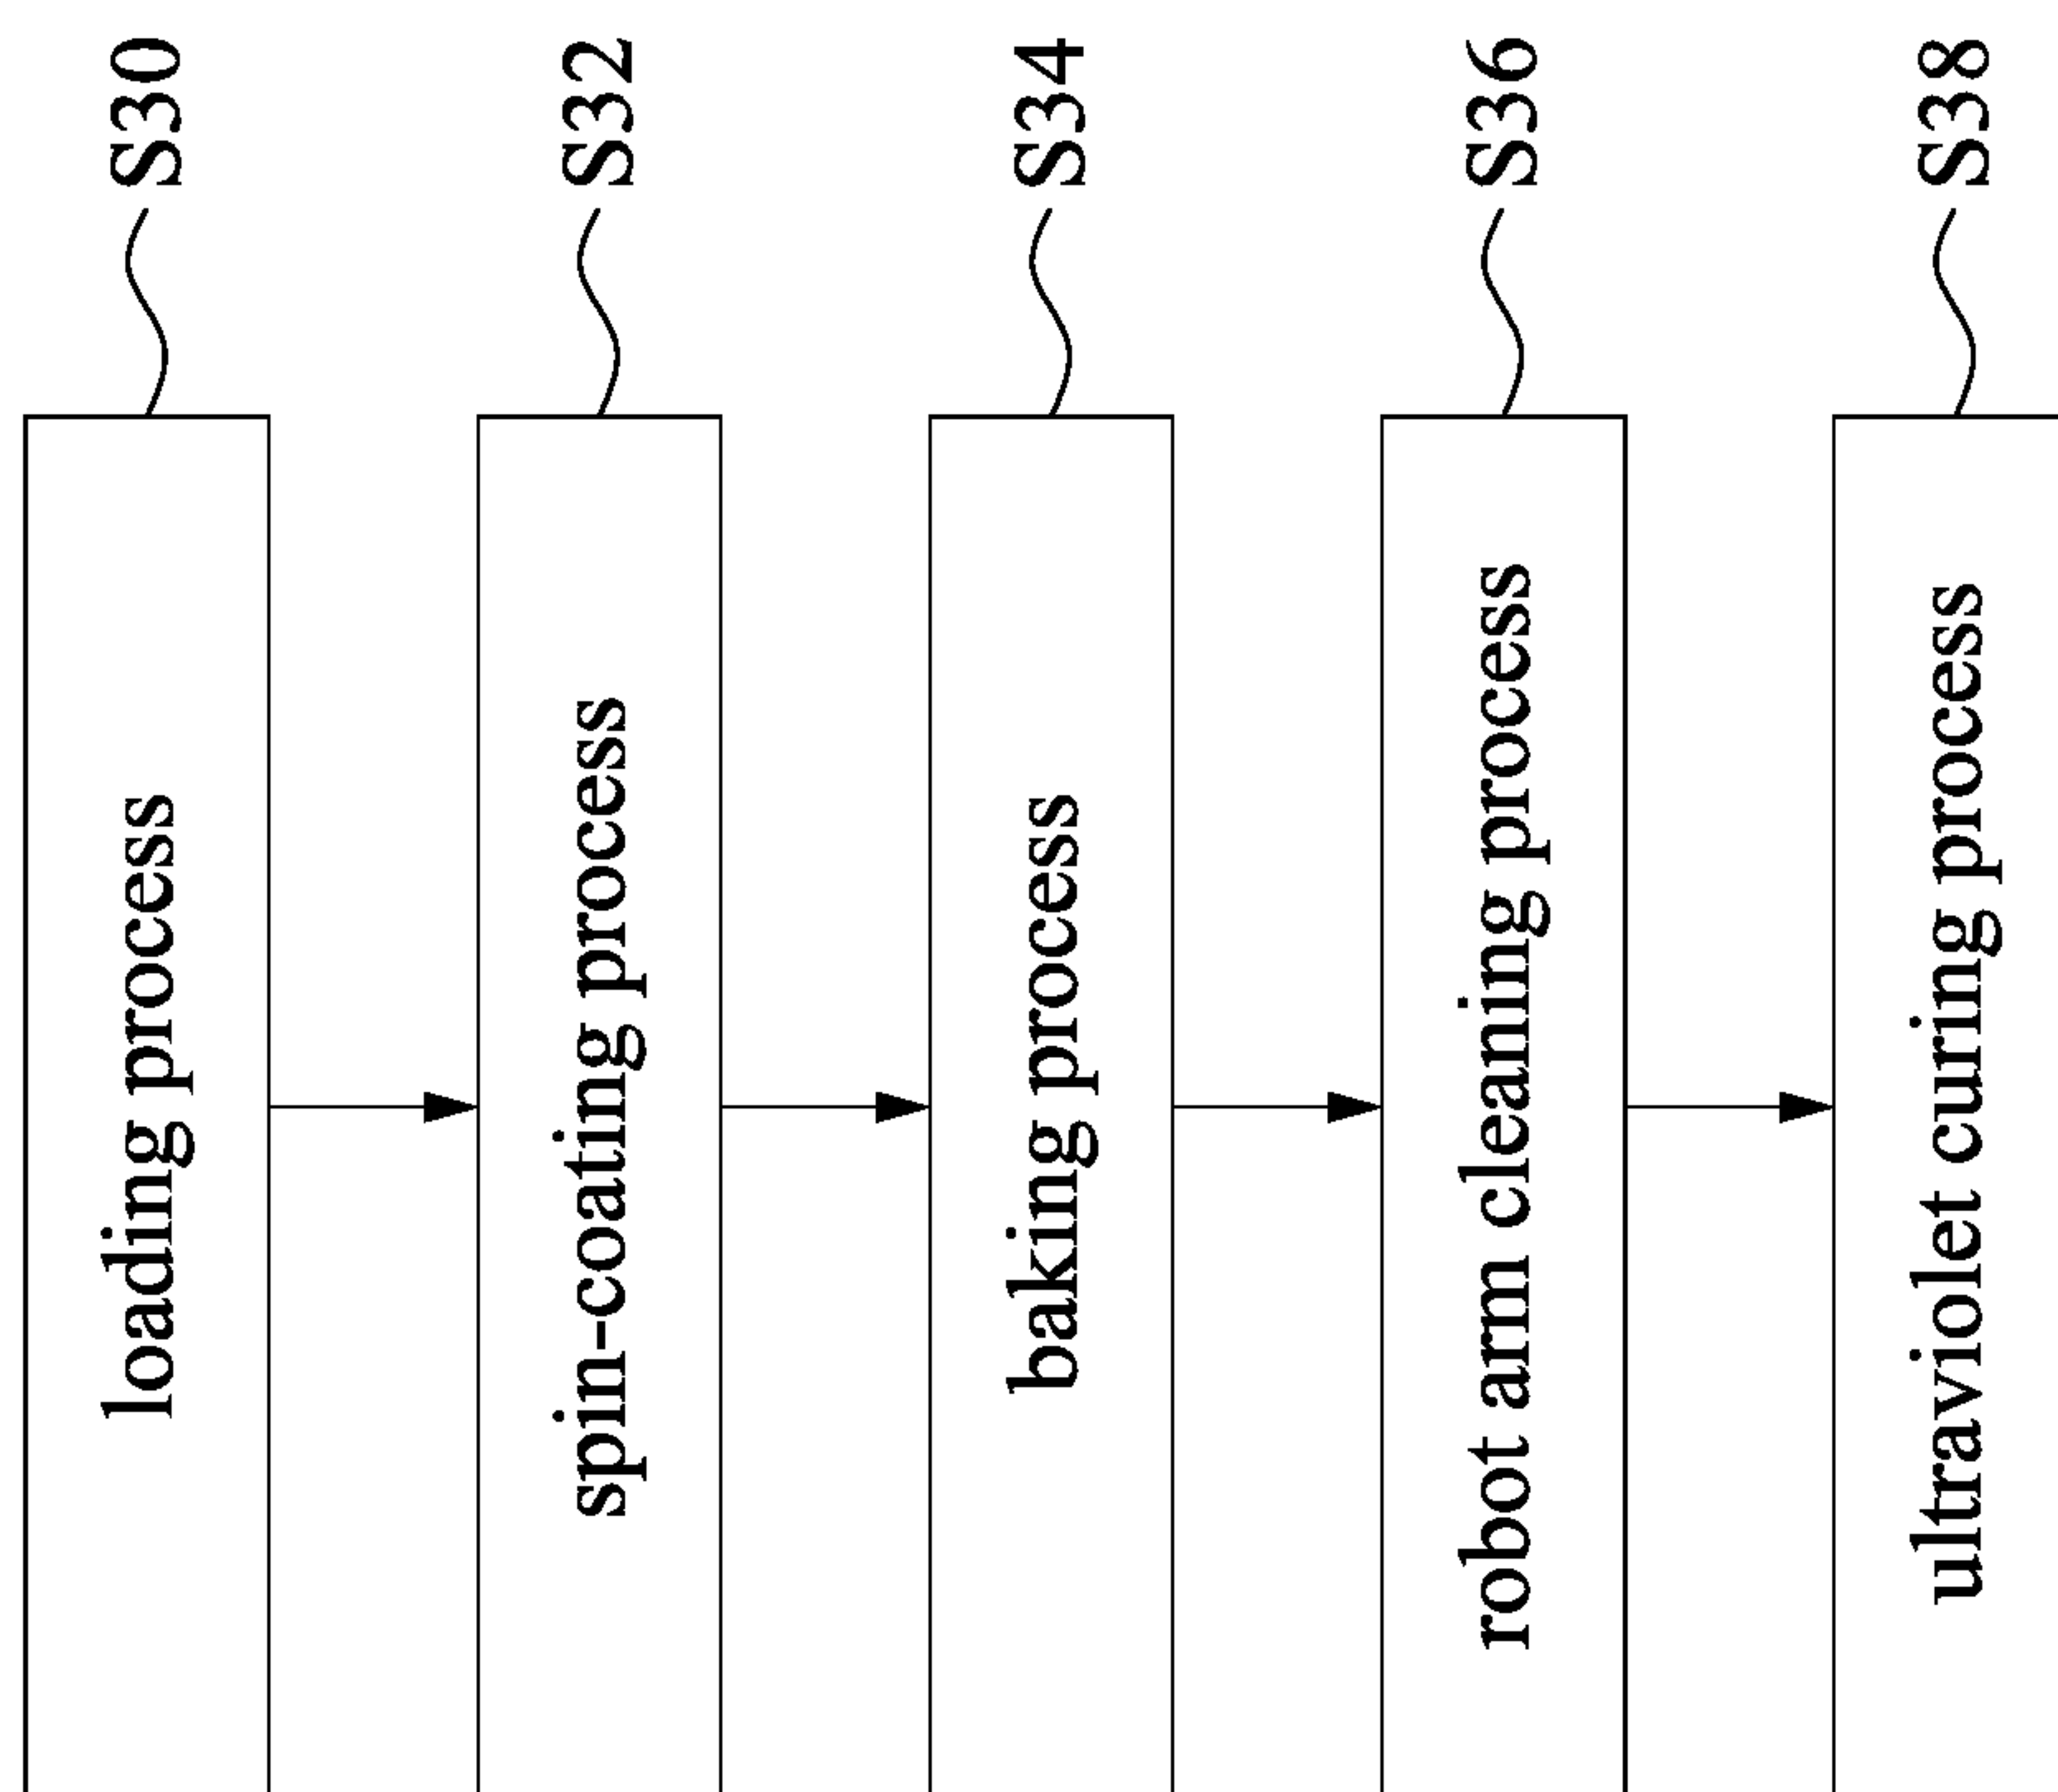 loading process
S30
spin-coating process
S32
baking process
S34
robot arm cleaning process
S36
ultraviolet curing process
S38